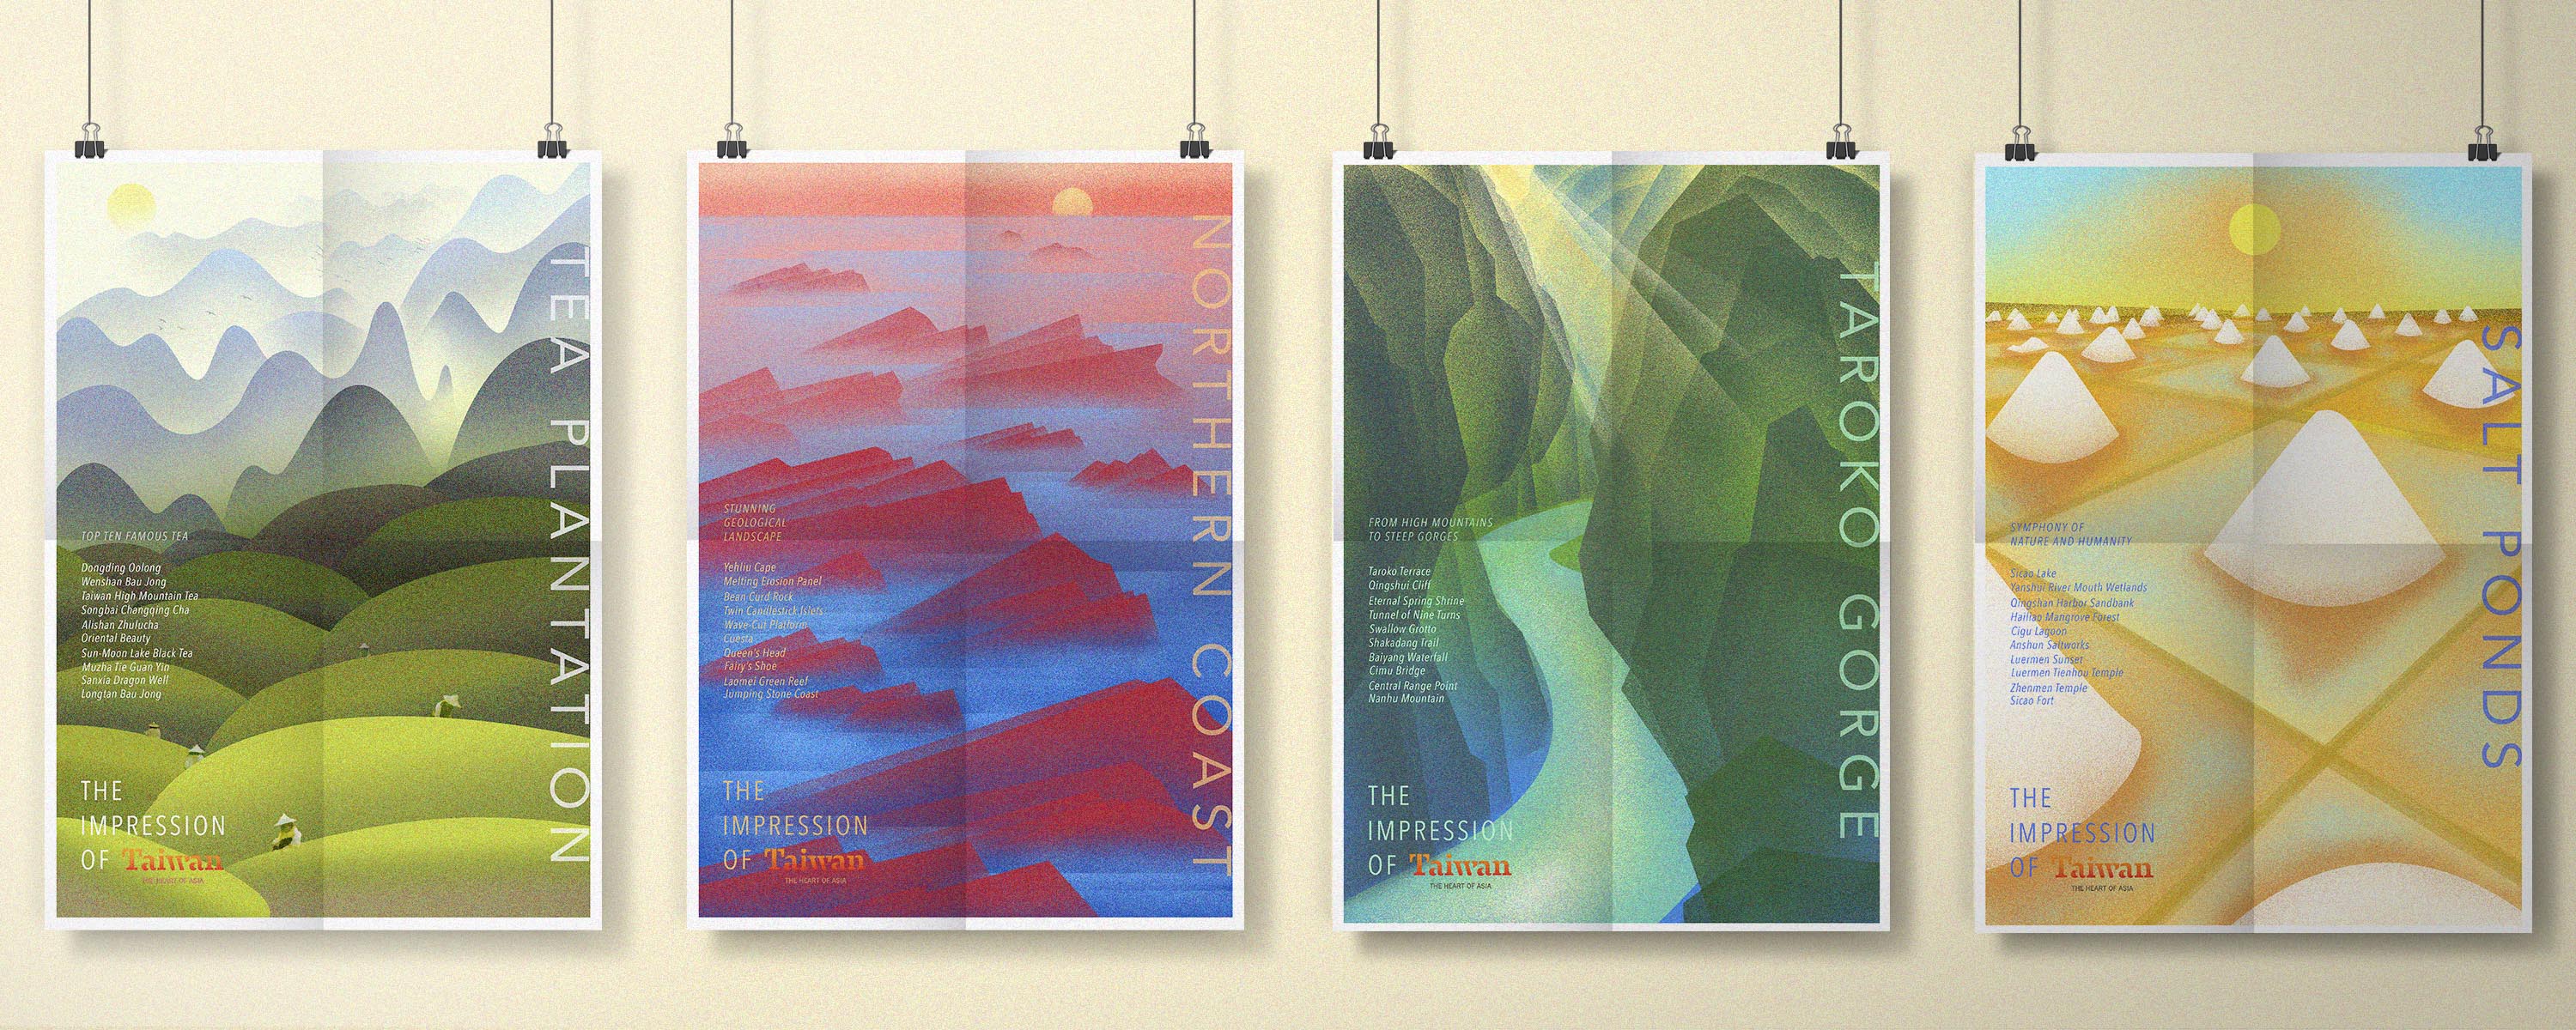 TEA PLANTATION
TOP TEN FAMOUS TEA
Dongding Oolong
Wenshan Bau Jong
Taiwan High Mountain Tea
Songbai Changqing Cha
Alishan Zhulucha
Oriental Beauty
Sun-Moon Lake Black Tea
Muzha Tie Guan Yin
Sanxia Dragon Well
Longtan Bau Jong
THE
IMPRESSION
OF Taiwan
THE HEART OF ASIA
NORTHERN COAST
STUNNING
GEOLOGICAL
LANDSCAPE
Yehliu Cape
Melting Erosion Panel
Bean Curd Rock
Twin Candlestick Islets
Wave-Cut Platform
Cuesta
Queen's Head
Fairy's Shoe
Laomei Green Reef
Jumping Stone Coast
THE
IMPRESSION
OF Taiwan
THE HEART OF ASIA
TAROKO GORGE
FROM HIGH MOUNTAINS
TO STEEP GORGES
Taroko Terrace
Qingshui Cliff
Eternal Spring Shrine
Tunnel of Nine Turns
Swallow Grotto
Shakadang Trail
Baiyang Waterfall
Cimu Bridge
Central Range Point
Nanhu Mountain
THE
IMPRESSION
OF Taiwan
THE HEART OF ASIA
SALT PONDS
SYMPHONY OF
NATURE AND HUMANITY
Sicao Lake
Yanshui River Mouth Wetlands
Qingshan Harbor Sandbank
Hailiao Mangrove Forest
Cigu Lagoon
Anshun Saltworks
Luermen Sunset
Luermen Tienhou Temple
Zhenmen Temple
Sicao Fort
THE
IMPRESSION
OF Taiwan
THE HEART OF ASIA